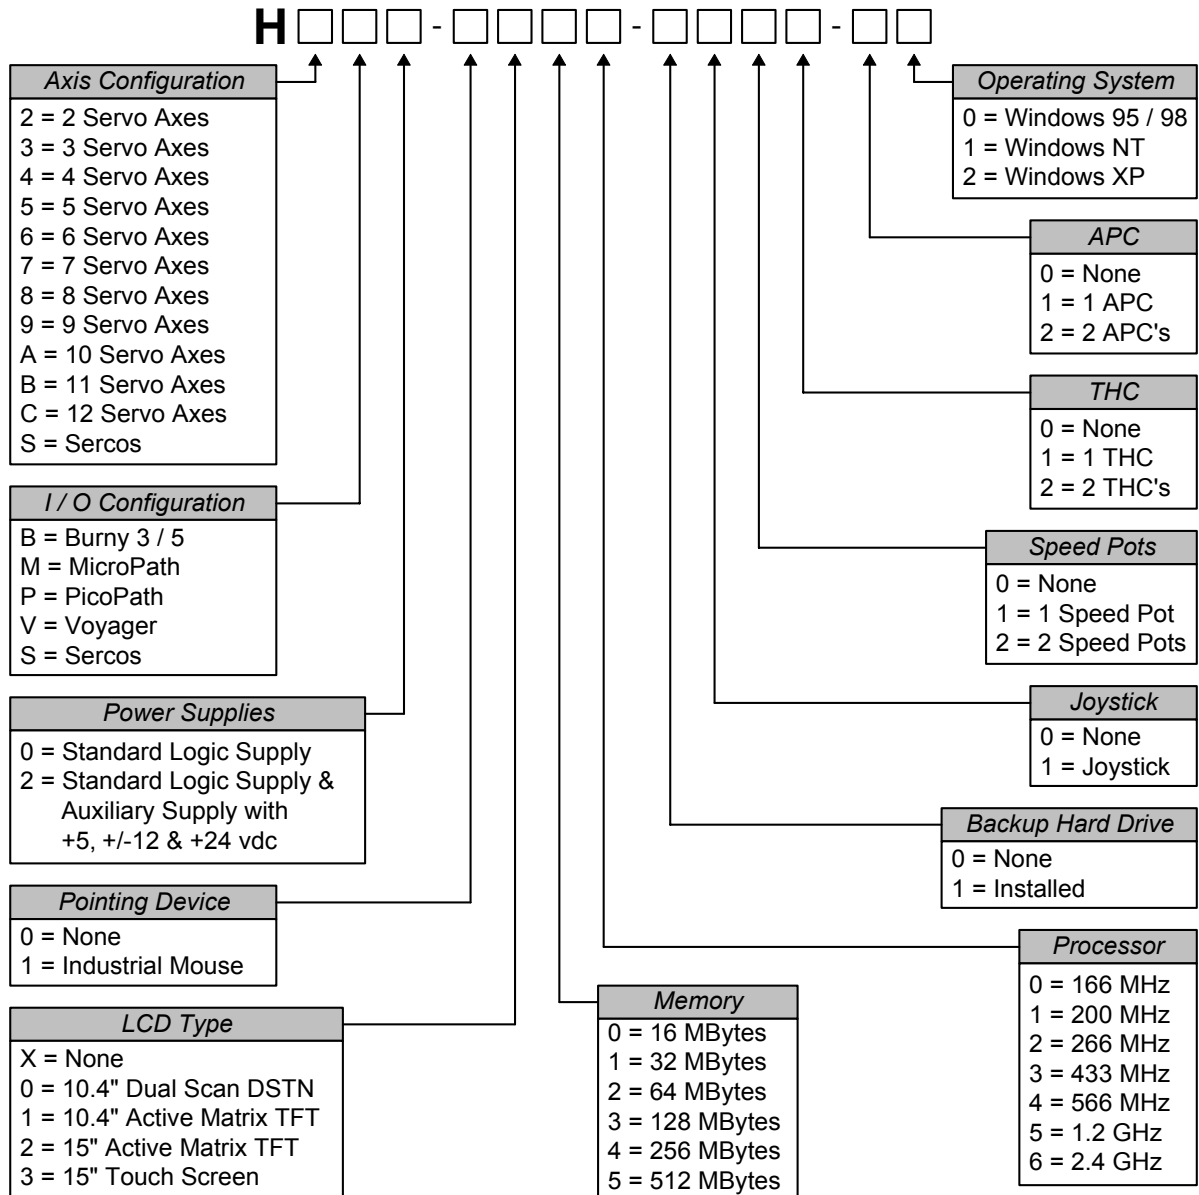 H - - -
Axis Configuration
2 = 2 Servo Axes
3 = 3 Servo Axes
4 = 4 Servo Axes
5 = 5 Servo Axes
6 = 6 Servo Axes
7 = 7 Servo Axes
8 = 8 Servo Axes
9 = 9 Servo Axes
A = 10 Servo Axes
B = 11 Servo Axes
C = 12 Servo Axes
S = Sercos
I / O Configuration
B = Burny 3 / 5
M = MicroPath
P = PicoPath
V = Voyager
S = Sercos
Power Supplies
0 = Standard Logic Supply
2 = Standard Logic Supply &
Auxiliary Supply with
+5, +/-12 & +24 vdc
Pointing Device
0 = None
1 = Industrial Mouse
LCD Type
X = None
0 = 10.4" Dual Scan DSTN
1 = 10.4" Active Matrix TFT
2 = 15" Active Matrix TFT
3 = 15" Touch Screen
Memory
0 = 16 MBytes
1 = 32 MBytes
2 = 64 MBytes
3 = 128 MBytes
4 = 256 MBytes
5 = 512 MBytes
Operating System
0 = Windows 95 / 98
1 = Windows NT
2 = Windows XP
APC
0 = None
1 = 1 APC
2 = 2 APC's
THC
0 = None
1 = 1 THC
2 = 2 THC's
Speed Pots
0 = None
1 = 1 Speed Pot
2 = 2 Speed Pots
Joystick
0 = None
1 = Joystick
Backup Hard Drive
0 = None
1 = Installed
Processor
0 = 166 MHz
1 = 200 MHz
2 = 266 MHz
3 = 433 MHz
4 = 566 MHz
5 = 1.2 GHz
6 = 2.4 GHz